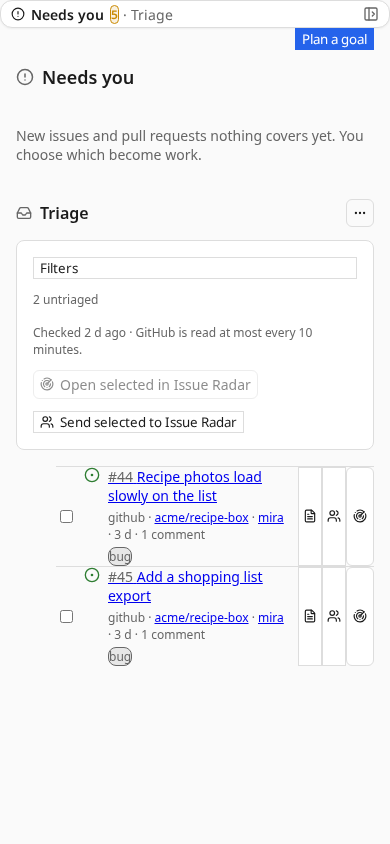 Needs you 5 · Triage
Plan a goal
Needs you
New issues and pull requests nothing covers yet. You
choose which become work.
Triage
Filters
2 untriaged
Checked 2 d ago · GitHub is read at most every 10
minutes.
Open selected in Issue Radar
Send selected to Issue Radar
#44 Recipe photos load
slowly on the list
github · acme/recipe-box · mira
· 3 d · 1 comment
bug
#45 Add a shopping list
export
github · acme/recipe-box · mira
· 3 d · 1 comment
bug